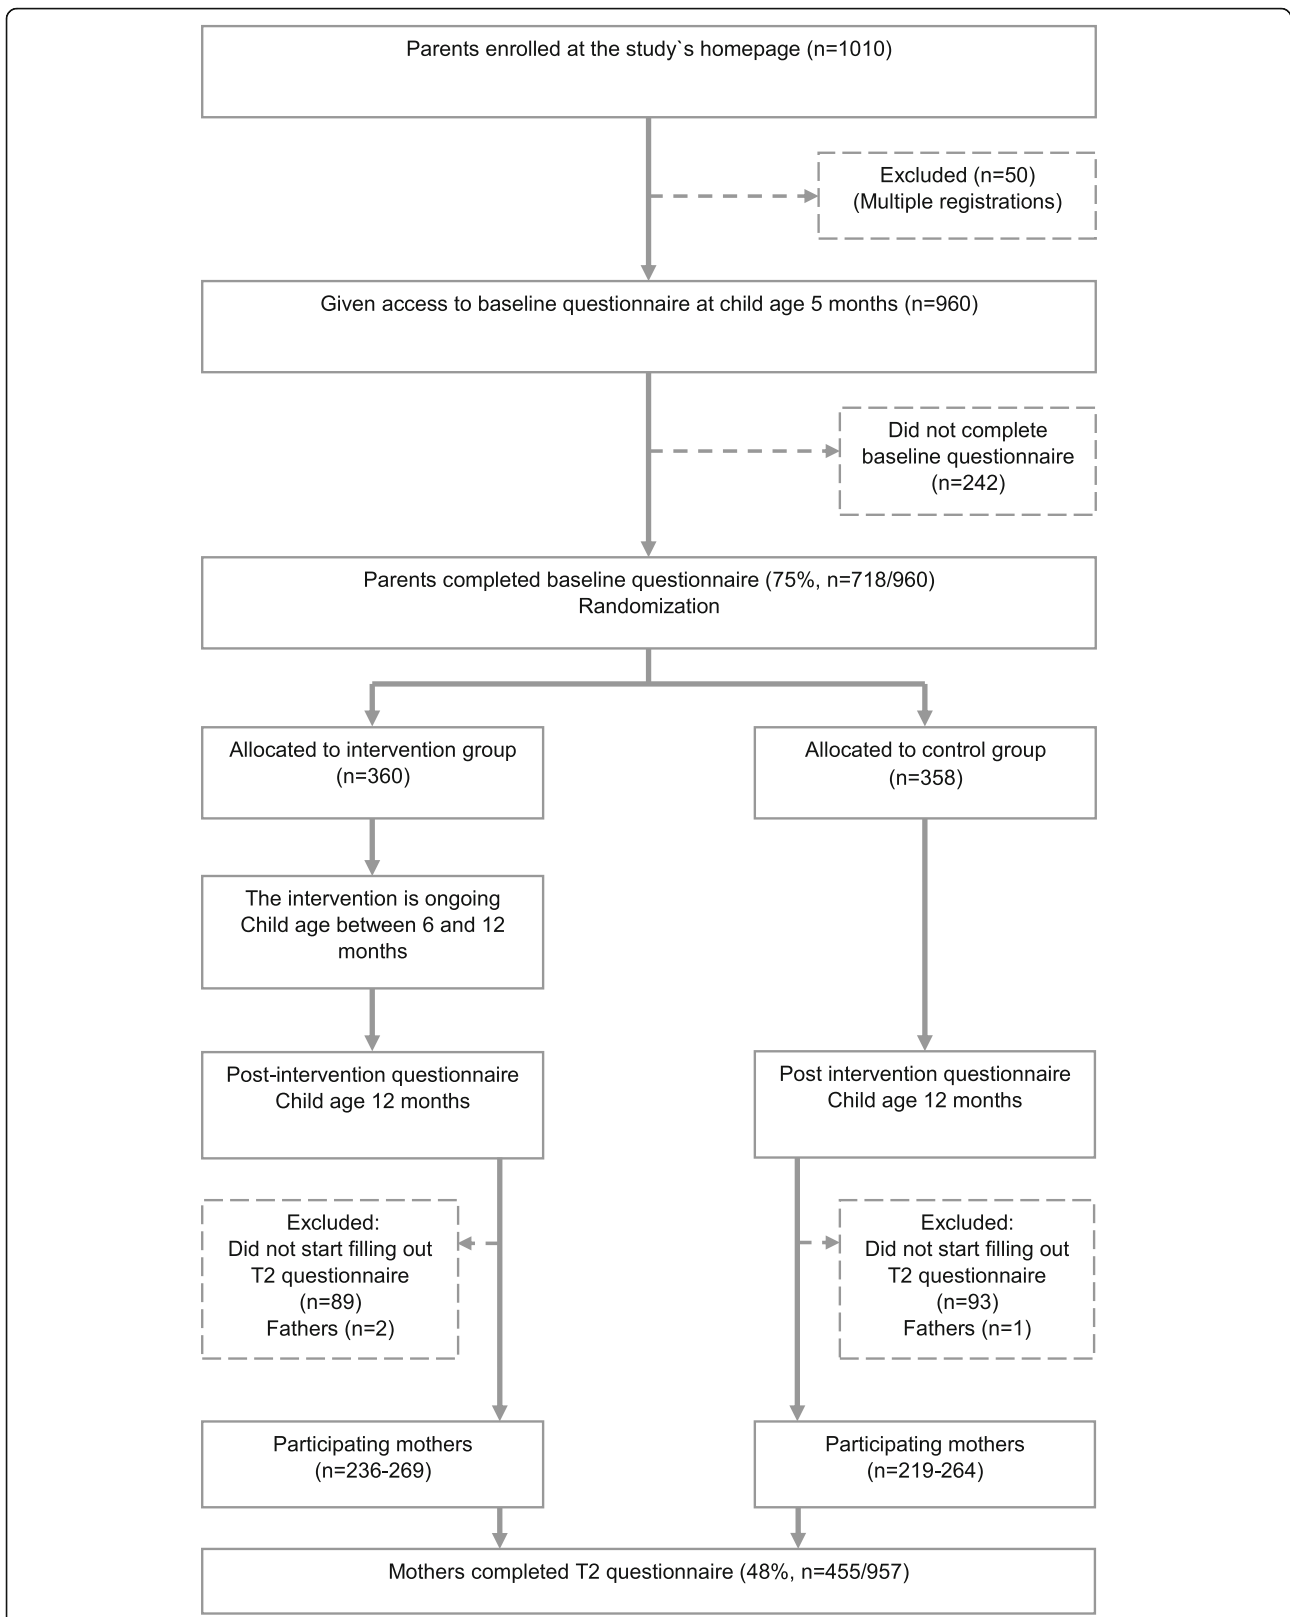 Parents enrolled at the study`s homepage (n=1010)
Excluded (n=50)
(Multiple registrations)
Given access to baseline questionnaire at child age 5 months (n=960)
Did not complete
baseline questionnaire
(n=242)
Parents completed baseline questionnaire (75%, n=718/960)
Randomization
Allocated to intervention group
(n=360)
Allocated to control group
(n=358)
The intervention is ongoing
Child age between 6 and 12
months
Post-intervention questionnaire
Child age 12 months
Post intervention questionnaire
Child age 12 months
Excluded:
Did not start filling out
T2 questionnaire
(n=89)
Fathers (n=2)
Excluded:
Did not start filling out
T2 questionnaire
(n=93)
Fathers (n=1)
Participating mothers
(n=236-269)
Participating mothers
(n=219-264)
Mothers completed T2 questionnaire (48%, n=455/957)